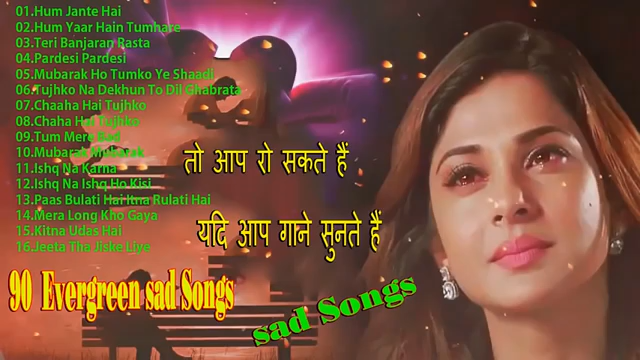 01.Hum Jante Hai
02.Hum Yaar Hain Tumhare
03.Teri Banjaran Rasta
04.Pardesi Pardesi
05.Mubarak Ho Tumko Ye Shaadi
06.Tujhko Na Dekhun To Dil Ghabrata
07.Chaaha Hai Tujhko
08.Chaha Hai Tujhko
09.Tum Mere Bad
10.Mubarak Mubarak
11.Ishq Na Karna
12.Ishq Na Ishq Ho Kisi
13.Paas Bulati Hai Itna Rulati Hai
14.Mera Long Kho Gaya
15.Kitna Udas Hai
16.Jeeta Tha Jiske Liye
तो आप रो सकते हैं
यदि आप गाने सुनते हैं
90 Evergreen sad Songs
sad Songs